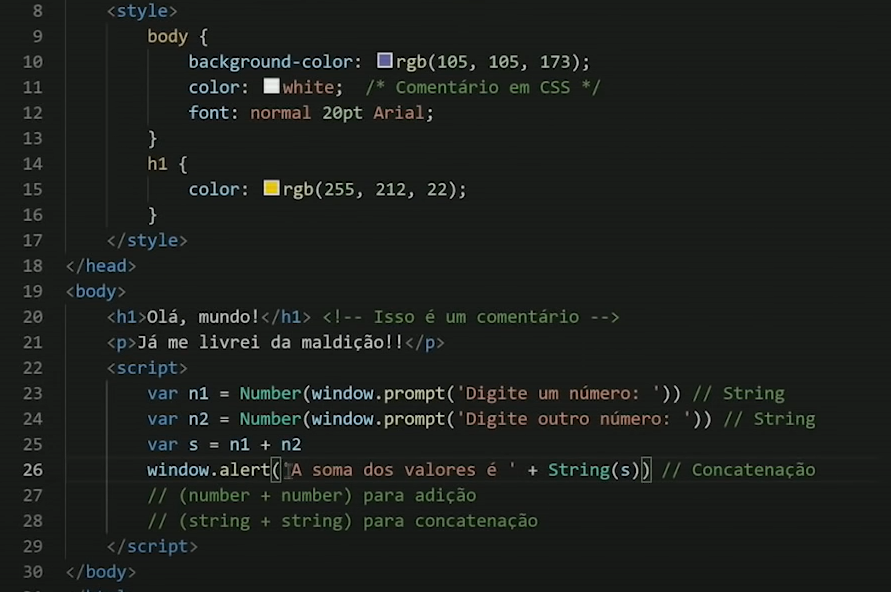 8 <style>
9 body {
10 background-color: rgb(105, 105, 173);
11 color: white; /* Comentário em CSS */
12 font: normal 20pt Arial;
13 }
14 h1 {
15 color: rgb(255, 212, 22);
16 }
17 </style>
18 </head>
19 <body>
20 <h1>Olá, mundo!</h1> <!-- Isso é um comentário -->
21 <p>Já me livrei da maldição!!</p>
22 <script>
23 var n1 = Number(window.prompt('Digite um número: ')) // String
24 var n2 = Number(window.prompt('Digite outro número: ')) // String
25 var s = n1 + n2
26 window.alert('A soma dos valores é ' + String(s)) // Concatenação
27 // (number + number) para adição
28 // (string + string) para concatenação
29 </script>
30 </body>